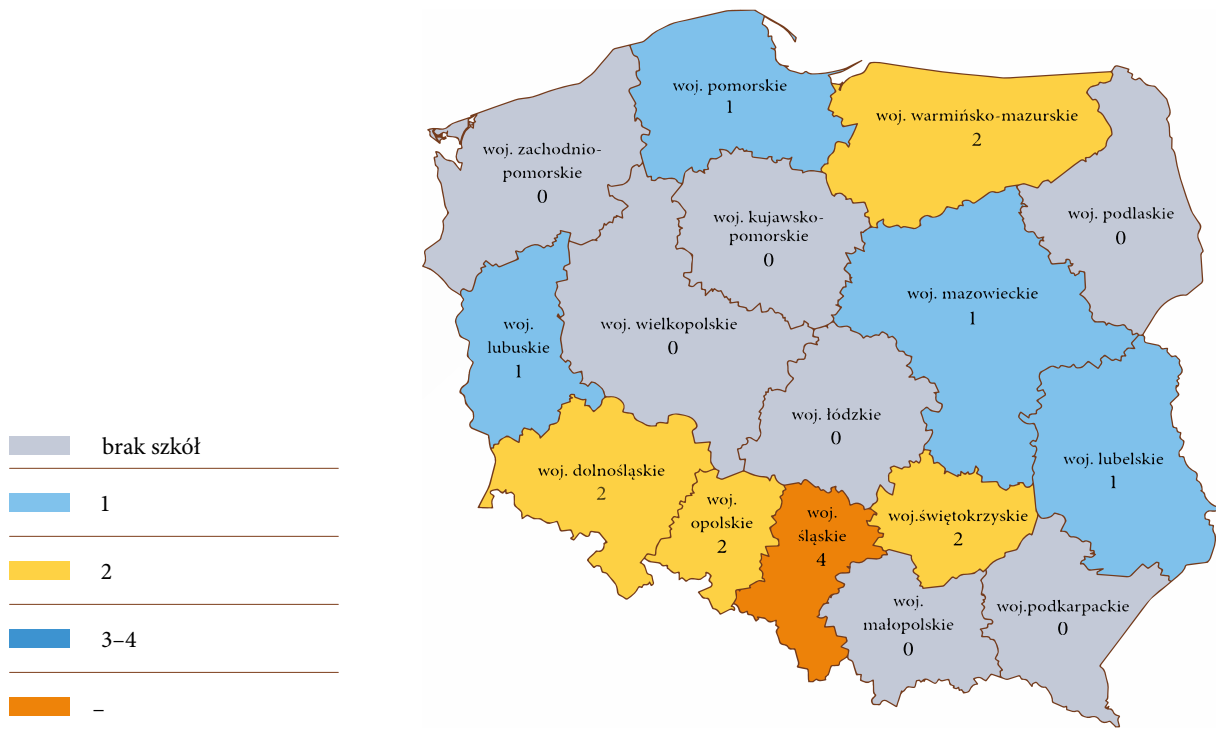 brak szkół
1
2
3–4
–
woj. pomorskie
1
woj. warmińsko-mazurskie
2
woj. zachodnio-
pomorskie
0
woj. podlaskie
0
woj. kujawsko-
pomorskie
0
woj. mazowieckie
1
woj.
lubuskie
1
woj. wielkopolskie
0
woj. łódzkie
0
woj. lubelskie
1
woj. dolnośląskie
2
woj.
opolskie
2
woj.
śląskie
4
woj.świętokrzyskie
2
woj.
małopolskie
0
woj.podkarpackie
0